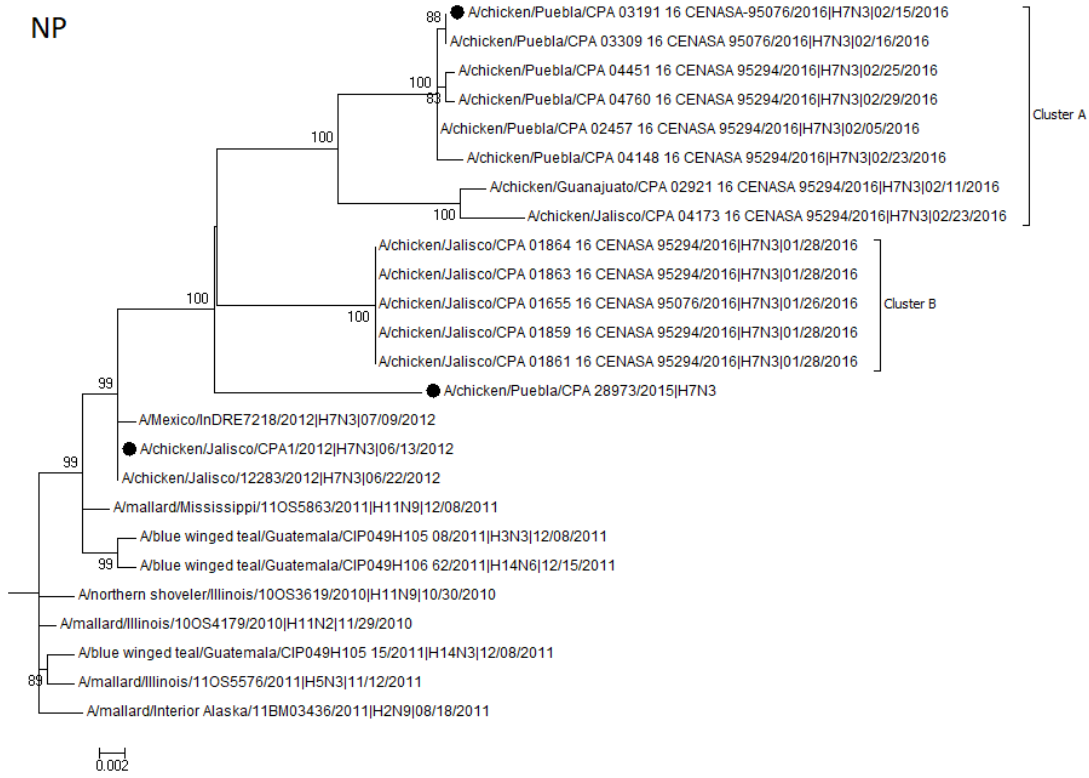 NP
88
A/chicken/Puebla/CPA 03191 16 CENASA-95076/2016|H7N3|02/15/2016
A/chicken/Puebla/CPA 03309 16 CENASA 95076/2016|H7N3|02/16/2016
100
A/chicken/Puebla/CPA 04451 16 CENASA 95294/2016|H7N3|02/25/2016
83
A/chicken/Puebla/CPA 04760 16 CENASA 95294/2016|H7N3|02/29/2016
Cluster A
A/chicken/Puebla/CPA 02457 16 CENASA 95294/2016|H7N3|02/05/2016
100
A/chicken/Puebla/CPA 04148 16 CENASA 95294/2016|H7N3|02/23/2016
A/chicken/Guanajuato/CPA 02921 16 CENASA 95294/2016|H7N3|02/11/2016
100
A/chicken/Jalisco/CPA 04173 16 CENASA 95294/2016|H7N3|02/23/2016
A/chicken/Jalisco/CPA 01864 16 CENASA 95294/2016|H7N3|01/28/2016
A/chicken/Jalisco/CPA 01863 16 CENASA 95294/2016|H7N3|01/28/2016
100
A/chicken/Jalisco/CPA 01655 16 CENASA 95076/2016|H7N3|01/26/2016
Cluster B
100
A/chicken/Jalisco/CPA 01859 16 CENASA 95294/2016|H7N3|01/28/2016
A/chicken/Jalisco/CPA 01861 16 CENASA 95294/2016|H7N3|01/28/2016
99
A/chicken/Puebla/CPA 28973/2015|H7N3
A/Mexico/InDRE7218/2012|H7N3|07/09/2012
A/chicken/Jalisco/CPA1/2012|H7N3|06/13/2012
99
A/chicken/Jalisco/12283/2012|H7N3|06/22/2012
A/mallard/Mississippi/11OS5863/2011|H11N9|12/08/2011
A/blue winged teal/Guatemala/CIP049H105 08/2011|H3N3|12/08/2011
99
A/blue winged teal/Guatemala/CIP049H106 62/2011|H14N6|12/15/2011
A/northern shoveler/Illinois/10OS3619/2010|H11N9|10/30/2010
A/mallard/Illinois/10OS4179/2010|H11N2|11/29/2010
A/blue winged teal/Guatemala/CIP049H105 15/2011|H14N3|12/08/2011
89
A/mallard/Illinois/11OS5576/2011|H5N3|11/12/2011
A/mallard/Interior Alaska/11BM03436/2011|H2N9|08/18/2011
0.002